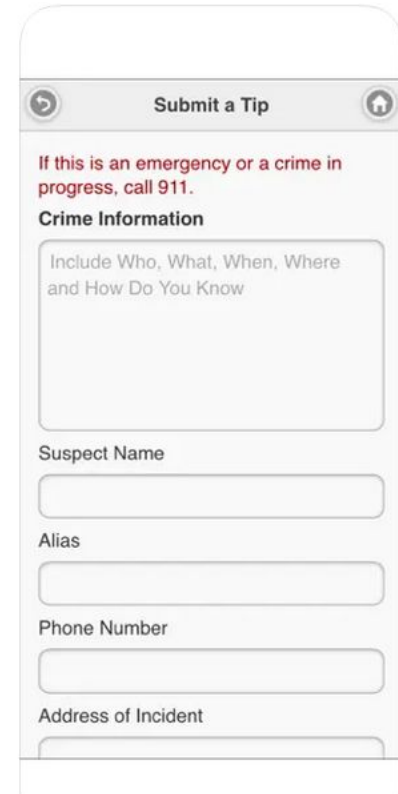 Submit a Tip
If this is an emergency or a crime in
progress, call 911.
Crime Information
Include Who, What, When, Where
and How Do You Know
Suspect Name
Alias
Phone Number
Address of Incident